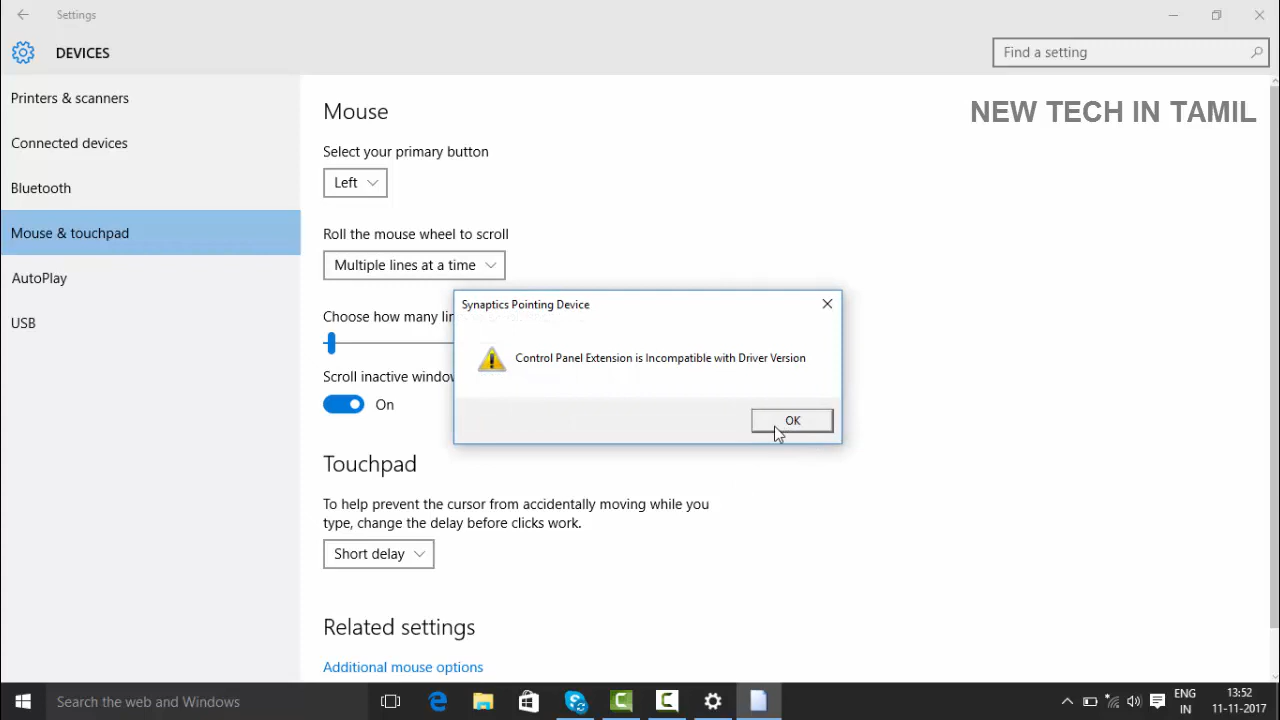 Settings
DEVICES
Find a setting
Printers & scanners
Connected devices
Bluetooth
Mouse & touchpad
AutoPlay
USB
NEW TECH IN TAMIL
Mouse
Select your primary button
Left
Roll the mouse wheel to scroll
Multiple lines at a time
Choose how many
Scroll inactive
On
Synaptics Pointing Device
Control Panel Extension is Incompatible with Driver Version
OK
Touchpad
To help prevent the cursor from accidentally moving while you
type, change the delay before clicks work.
Short delay
Related settings
Additional mouse options
Search the web and Windows
ENG
IN
13:52
11-11-2017